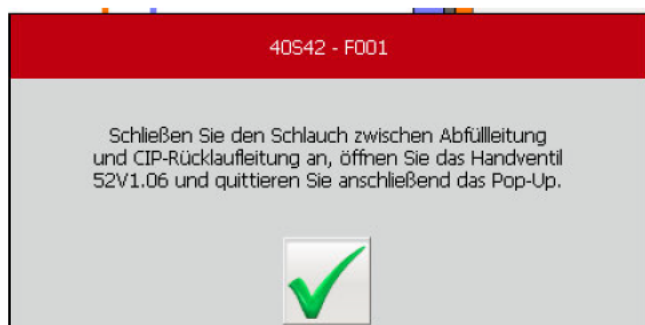 40S42 - F001
Schließen Sie den Schlauch zwischen Abfüllleitung
und CIP-Rücklaufleitung an, öffnen Sie das Handventil
52V1.06 und quittieren Sie anschließend das Pop-Up.